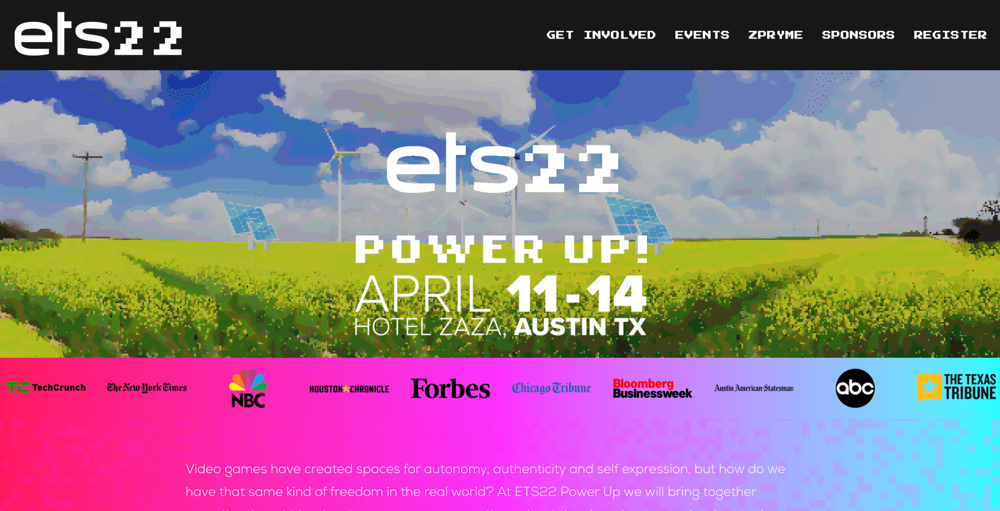 ets22
GET INVOLVED EVENTS ZPRYME SPONSORS REGISTER
ets22
POWER UP!
APRIL 11-14
HOTEL ZAZA, AUSTIN TX
TC TechCrunch
The New York Times
NBC
HOUSTON CHRONICLE
Forbes
Chicago Tribune
Bloomberg
Businessweek
Austin American-Statesman
abc
THE TEXAS
TRIBUNE
Video games have created spaces for autonomy, authenticity and self expression, but how do we
have that same kind of freedom in the real world? At ETS22 Power Up we will bring together